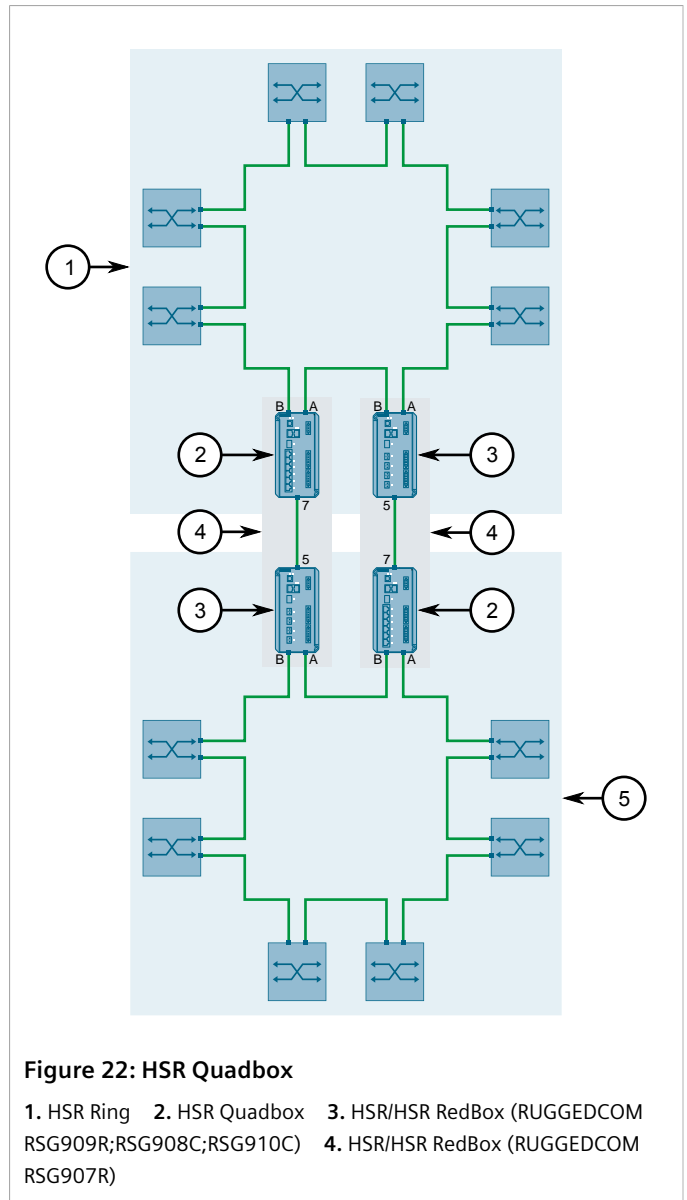 1
B A B A
2
3
7 5
4
4
5 7
3
2
B A B A
5
Figure 22: HSR Quadbox
1. HSR Ring 2. HSR Quadbox 3. HSR/HSR RedBox (RUGGEDCOM
RSG909R;RSG908C;RSG910C) 4. HSR/HSR RedBox (RUGGEDCOM
RSG907R)